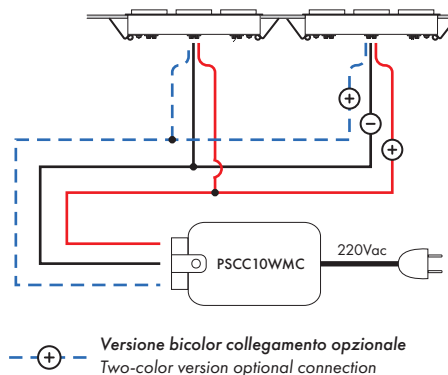 +
−
+
PSCC10WMC
220Vac
+
Versione bicolor collegamento opzionale
Two-color version optional connection